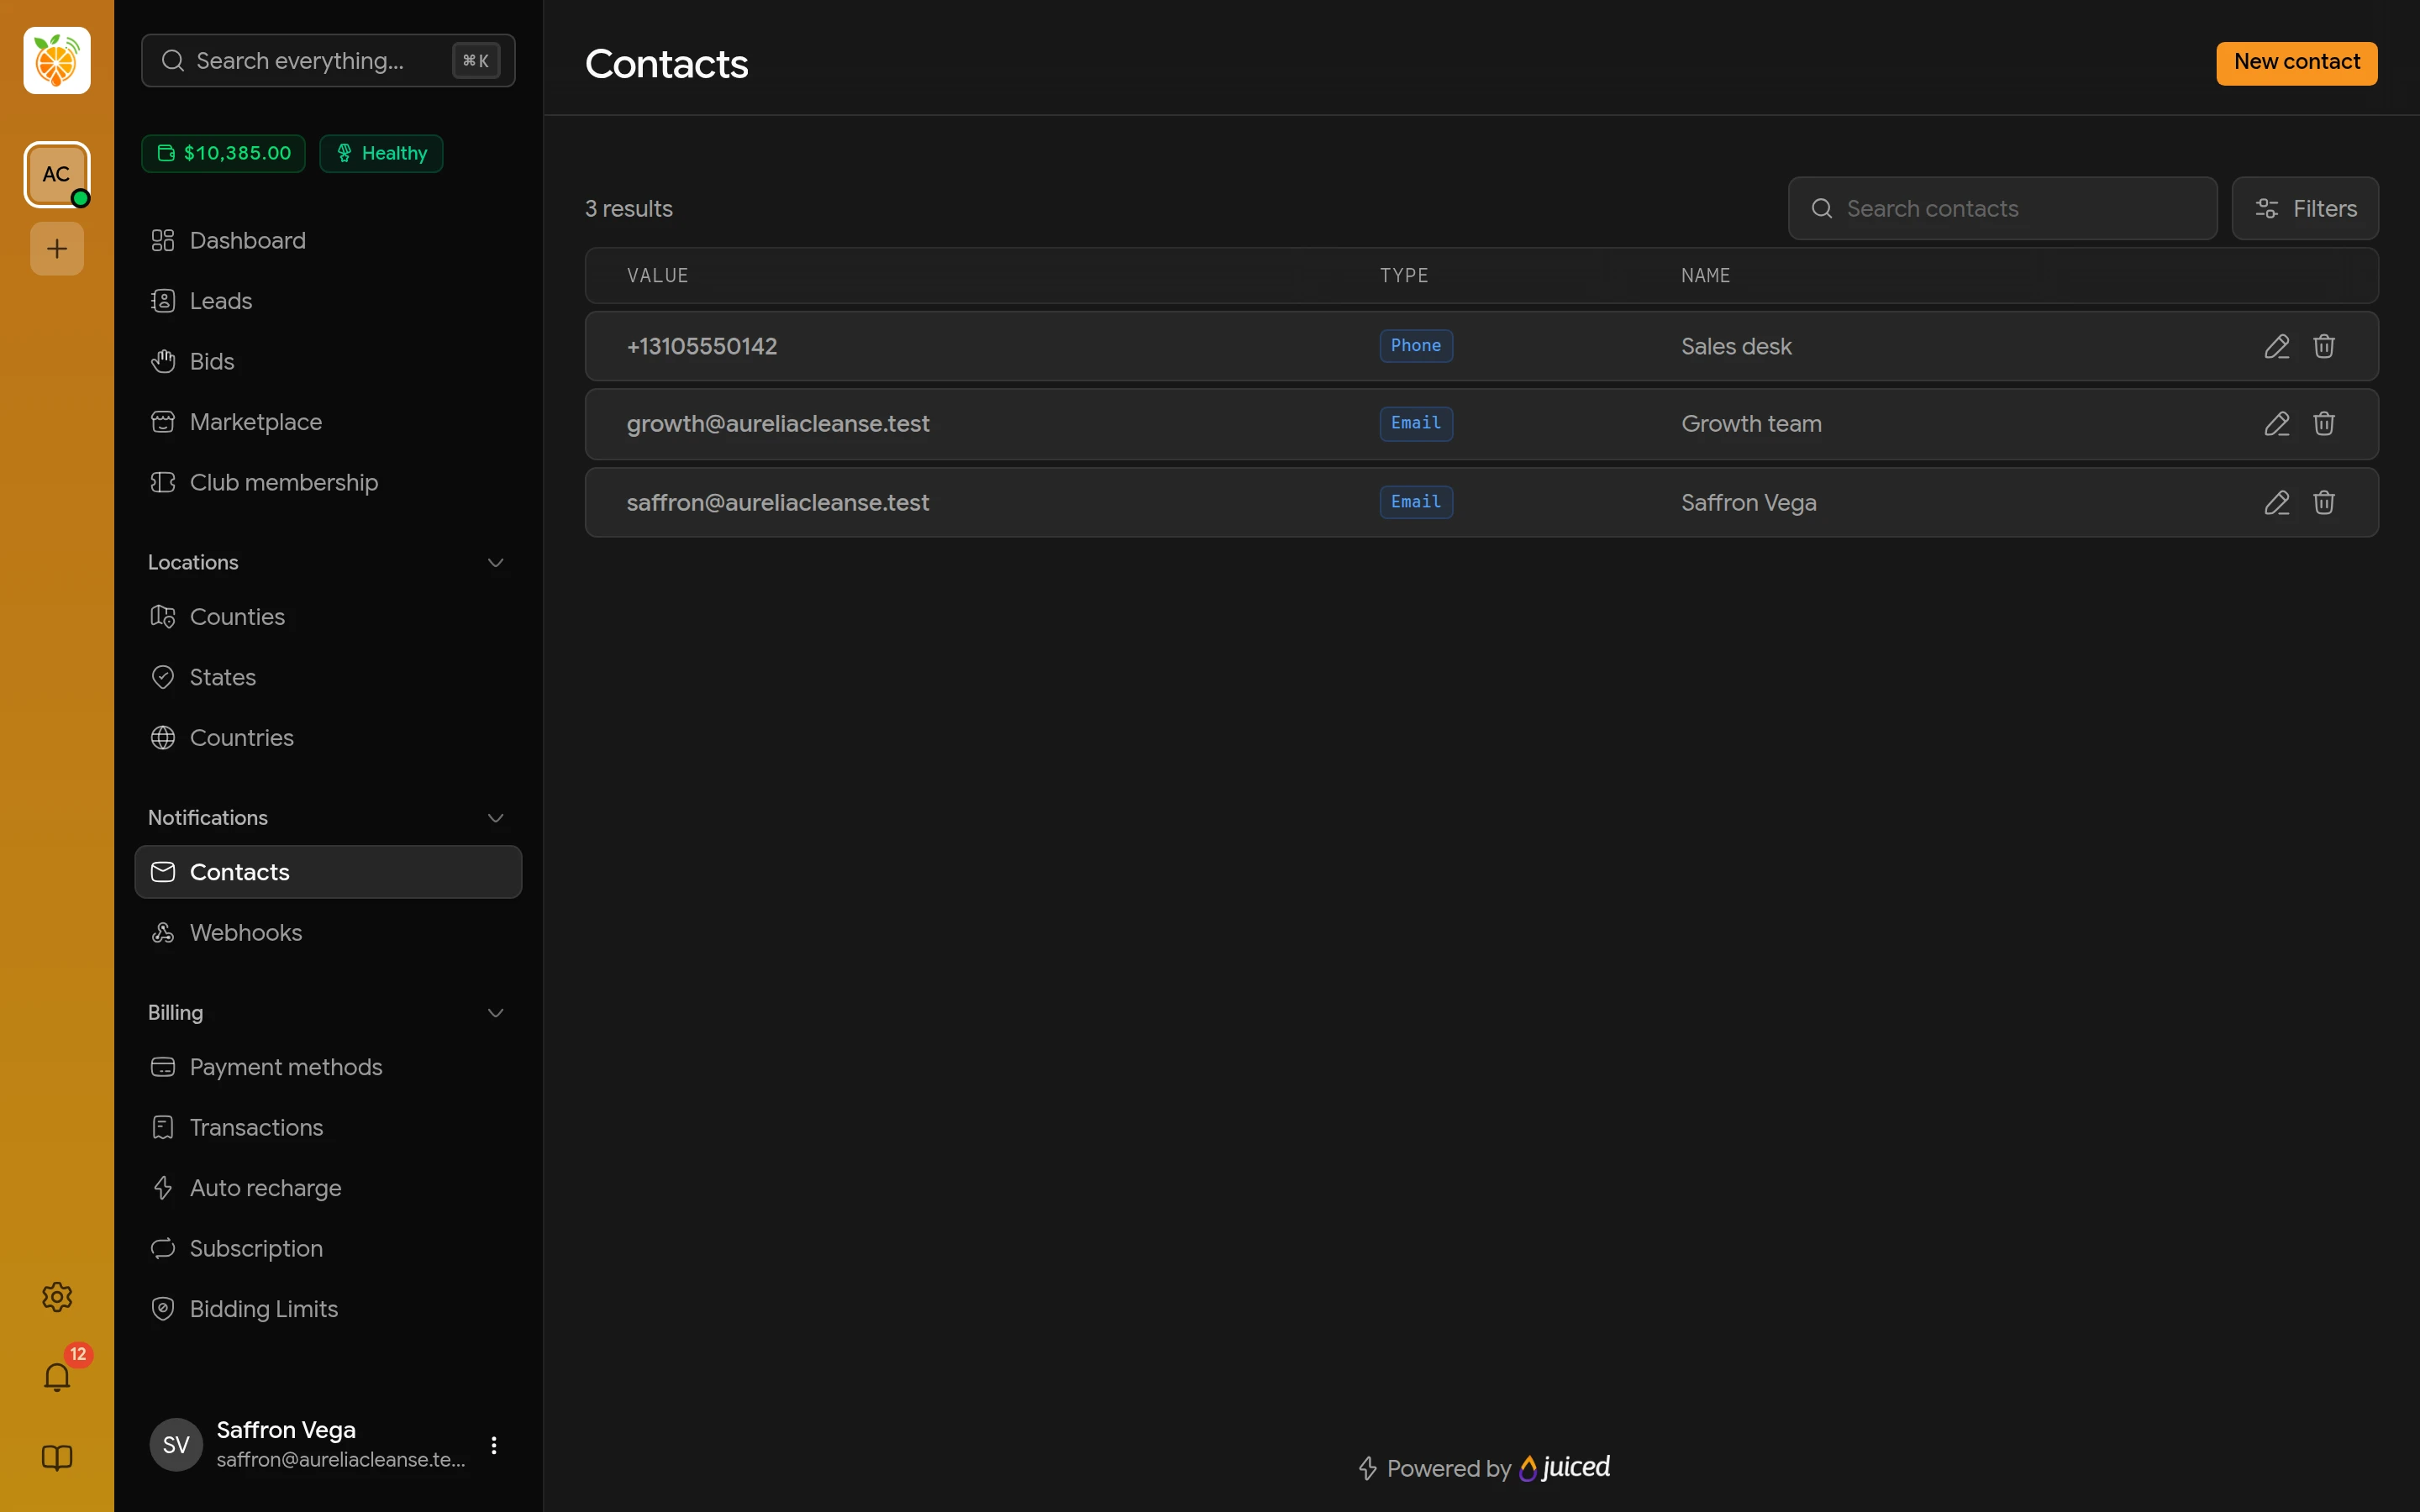 Search everything... ⌘K
$10,385.00 Healthy
AC
Dashboard
Leads
Bids
Marketplace
Club membership
Locations
Counties
States
Countries
Notifications
Contacts
Webhooks
Billing
Payment methods
Transactions
Auto recharge
Subscription
Bidding Limits
12
SV
Saffron Vega
saffron@aureliacleanse.te...
Contacts
New contact
3 results
Search contacts
Filters
VALUE TYPE NAME
+13105550142 Phone Sales desk
growth@aureliacleanse.test Email Growth team
saffron@aureliacleanse.test Email Saffron Vega
Powered by juiced